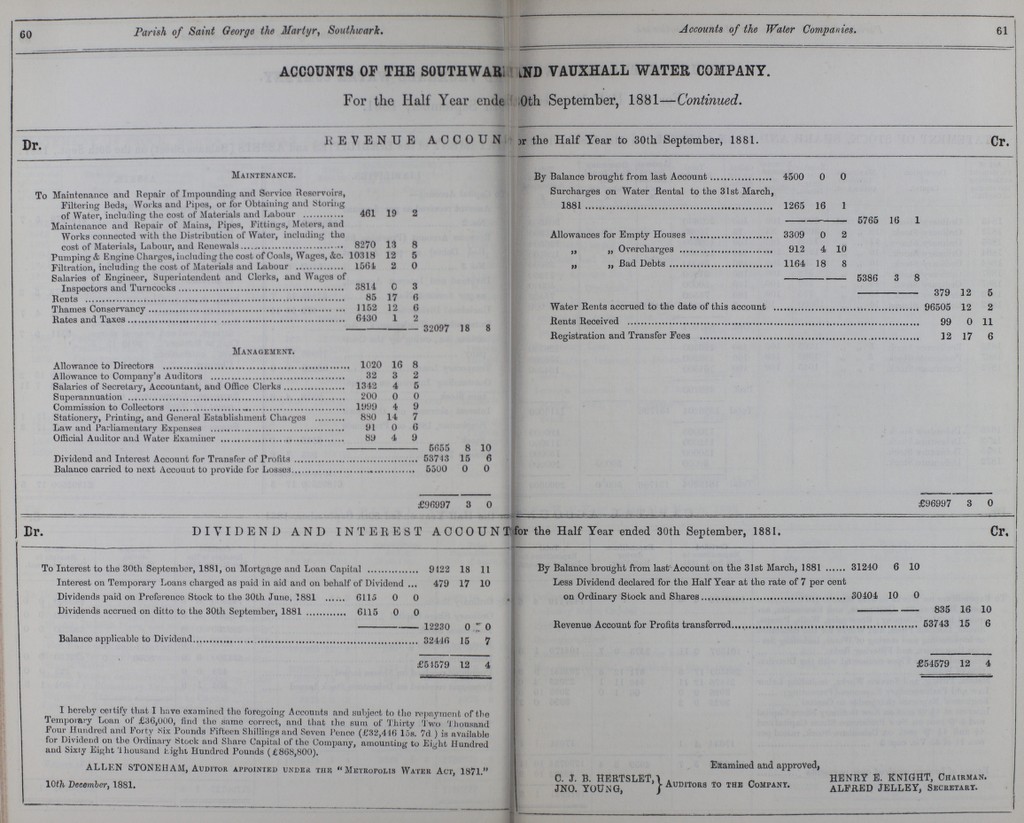 60 Parish of Saint George the Martyr, Southwark.
Accounts of the Water Companies. 61
ACCOUNTS OF THE SOUTHWAR ND VAUXHALL WATER COMPANY.
For the Half Year ende 0th September, 1881—Continued.
Dr. REVENUE ACCOUN or the Half Year to 30th September, 1881. Cr.
MAINTENANCE.
To Maintenance and Repair of Impounding and Service Reservoirs,
Filtering Beds, Works and Pipes, or for Obtaining and Storing
of Water, including the cost of Materials and Labour ............ 461 19 2
Maintenance and Repair of Mains, Pipes, Fittings, Meters, and
Works connected with the Distribution of Water, including the
cost of Materials, Labour, and Renewals .............................. 8270 13 8
Pumping & Engine Charges, including the cost of Coals, Wages, &c. 10318 12 5
Filtration, including the cost of Materials and Labour .............. 1564 2 0
Salaries of Engineer, Superintendent and Clerks, and Wages of
Inspectors and Turncocks .................................................. 3814 0 3
Rents .............................................................................. 85 17 6
Thames Conservancy ........................................................ 1152 12 6
Rates and Taxes ................................................................ 6430 1 2
32097 18 8
MANAGEMENT.
Allowance to Directors .................................................... 1020 16 8
Allowance to Company's Auditors ........................................ 32 3 2
Salaries of Secretary, Accountant, and Office Clerks ................ 1342 4 5
Superannuation ................................................................ 200 0 0
Commission to Collectors .................................................. 1999 4 9
Stationery, Printing, and General Establishment Charges ........ 880 14 7
Law and Parliamentary Expenses ........................................ 91 0 6
Official Auditor and Water Examiner .................................. 89 4 9
5655 8 10
Dividend and Interest Account for Transfer of Profits ................ 53743 15 6
Balance carried to next Account to provide for Losses ................ 5500 0 0
£96997 3 0
By Balance brought from last Account ........................ 4500 0 0
Surcharges on Water Rental to the 31st March,
1881 ...................................................... 1265 16 1
5765 16 1
Allowances for Empty Houses ........................ 3309 0 2
„ „ Overcharges ........................ 912 4 10
„ „ Bad Debts ........................ 1164 18 8
5386 3 8
379 12 5
Water Rents accrued to the date of this account ........................ 96505 12 2
Rents Received ........................................................ 99 0 11
Registration and Transfer Fees ........................................ 12 17 6
£96997 3 0
Dr. DIVIDEND AND INTEREST ACCOUNT for the Half Year ended 30th September, 1881. Cr.
To Interest to the 30th September, 1881, on Mortgage and Loan Capital .............. 9422 18 11
Interest on Temporary Loans charged as paid in aid and on behalf of Dividend ... 479 17 10
Dividends paid on Preference Stock to the 30th June, 1881 ...... 6115 0 0
Dividends accrued on ditto to the 30th September, 1881 ............ 6115 0 0
12230 0 0
Balance applicable to Dividend ........................................ 32446 15 7
£54579 12 4
By Balance brought from last Account on the 31st March, 1881 ...... 31240 6 10
Less Dividend declared for the Half Year at the rate of 7 per cent
on Ordinary Stock and Shares ........................................ 30404 10 0
835 16 10
Revenue Account for Profits transferred ........................................ 53743 15 6
£54579 12 4
I hereby certify that I have examined the foregoing Accounts and subject to the repayment of the
Temporary Loan of £36,000, find the same correct, and that the sum of Thirty Two Thousand
Four Hundred and Forty Six Pounds Fifteen Shillings and Seven Pence (£32,446 15s. 7d) is available
for Dividend on the Ordinary Stock and Share Capital of the Company, amounting to Eight Hundred
and Sixty Eight Thousand Eight Hundred Pounds (£868,800).
ALLEN STONEHAM, AUDITOR APPOINTED UNDER THE "METROPOLIS WATER ACT, 1871."
10th December, 1881.
Examined and approved,
C. J. B. HERTSLET,
JNO. YOUNG, } AUDITORS TO THE COMPANY.
HENRY E. KNIGHT, CHAIRMAN.
ALFRED JELLEY, SECRETARY.